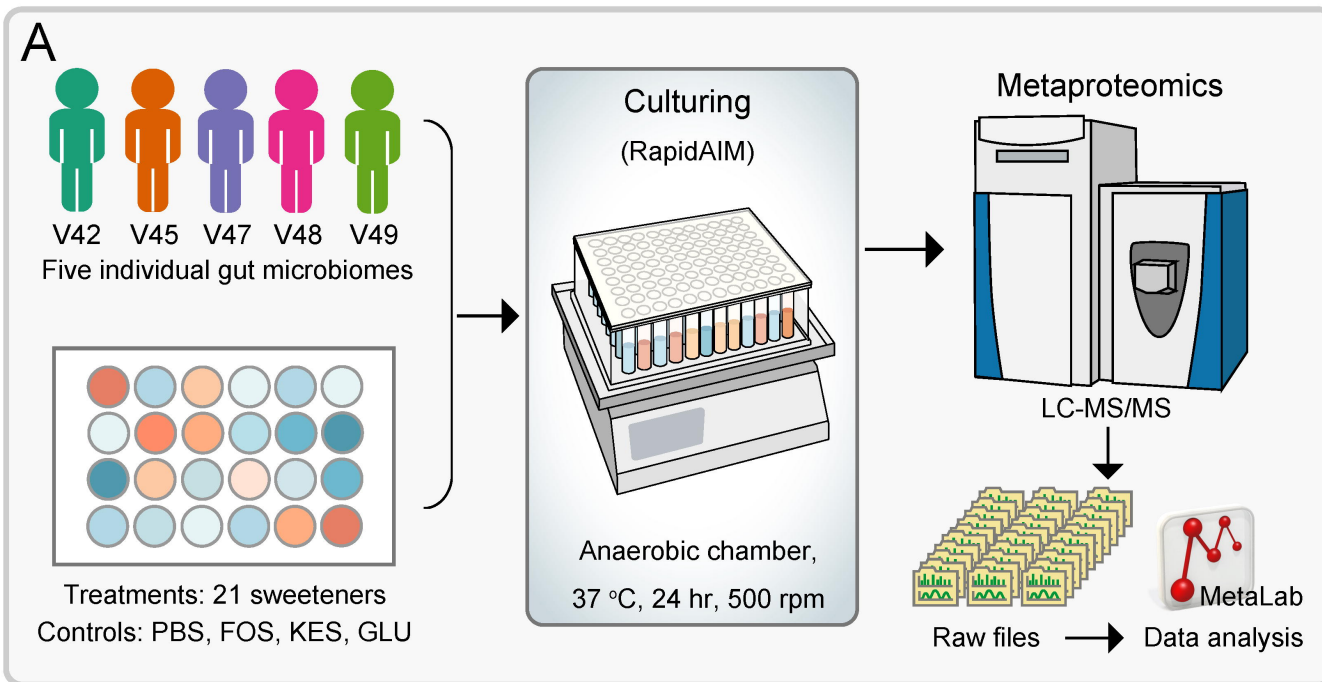 A
V42 V45 V47 V48 V49
Five individual gut microbiomes
Treatments: 21 sweeteners
Controls: PBS, FOS, KES, GLU
Culturing
(RapidAIM)
Anaerobic chamber,
37 °C, 24 hr, 500 rpm
Metaproteomics
LC-MS/MS
MetaLab
Raw files
Data analysis